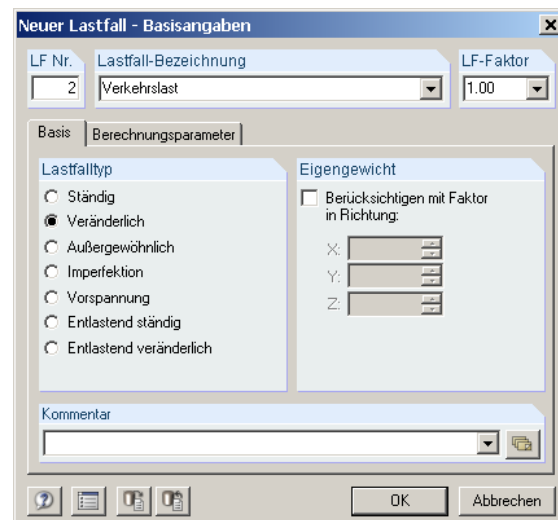 Neuer Lastfall - Basisangaben
LF Nr. Lastfall-Bezeichnung LF-Faktor
2 Verkehrslast 1.00
Basis Berechnungsparameter
Lastfalltyp
Ständig
Veränderlich
Außergewöhnlich
Imperfektion
Vorspannung
Entlastend ständig
Entlastend veränderlich
Eigengewicht
Berücksichtigen mit Faktor
in Richtung:
X:
Y:
Z:
Kommentar
OK Abbrechen